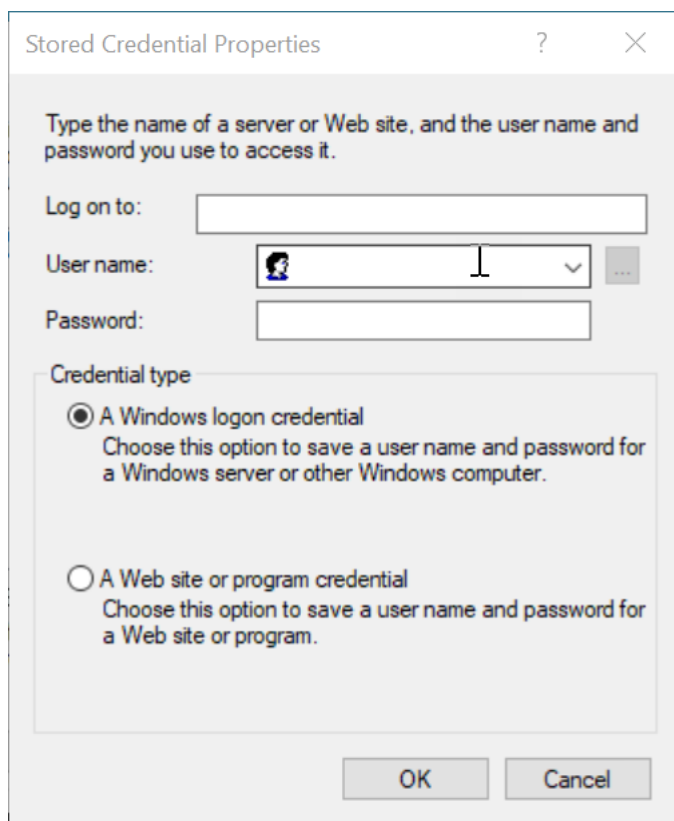 Stored Credential Properties
Type the name of a server or Web site, and the user name and
password you use to access it.
Log on to:
User name:
...
Password:
Credential type
A Windows logon credential
Choose this option to save a user name and password for
a Windows server or other Windows computer.
A Web site or program credential
Choose this option to save a user name and password for
a Web site or program.
OK
Cancel